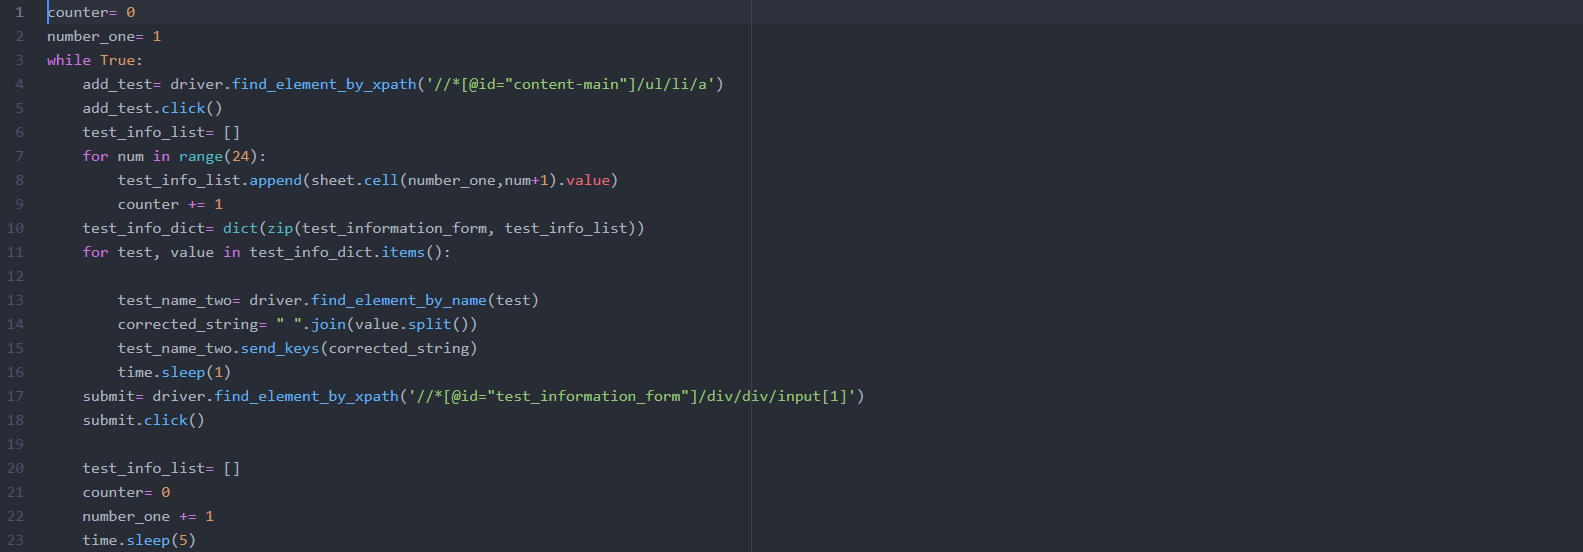 1 counter= 0
2 number_one= 1
3 while True:
4     add_test= driver.find_element_by_xpath('//*[@id="content-main"]/ul/li/a')
5     add_test.click()
6     test_info_list= []
7     for num in range(24):
8         test_info_list.append(sheet.cell(number_one,num+1).value)
9         counter += 1
10     test_info_dict= dict(zip(test_information_form, test_info_list))
11     for test, value in test_info_dict.items():
12
13         test_name_two= driver.find_element_by_name(test)
14         corrected_string= " ".join(value.split())
15         test_name_two.send_keys(corrected_string)
16         time.sleep(1)
17     submit= driver.find_element_by_xpath('//*[@id="test_information_form"]/div/div/input[1]')
18     submit.click()
19
20     test_info_list= []
21     counter= 0
22     number_one += 1
23     time.sleep(5)